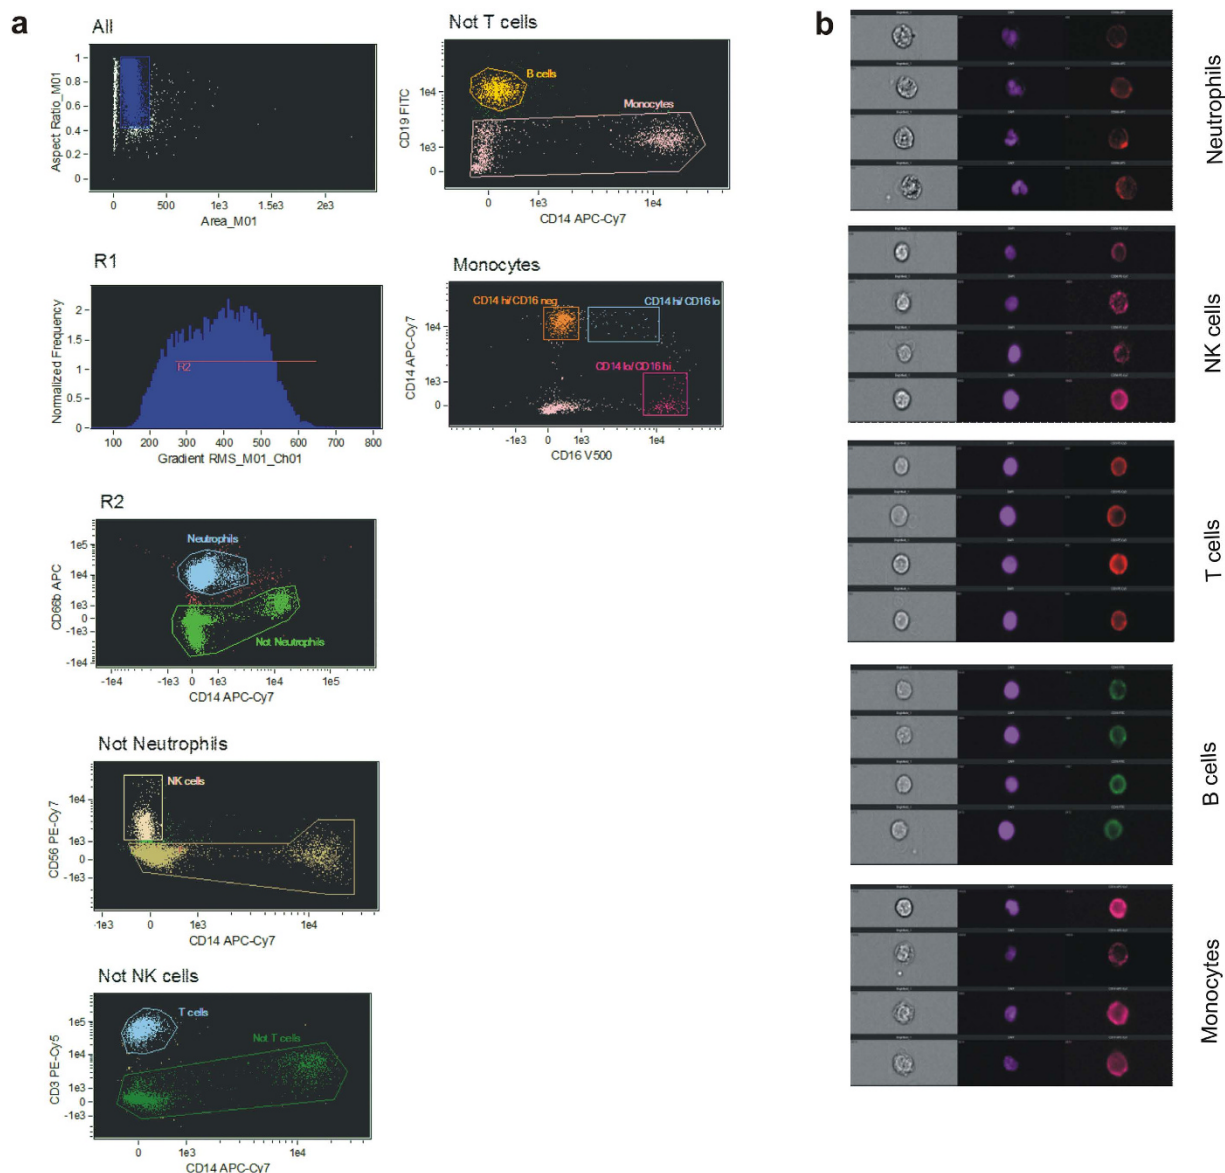 a
All
Aspect Ratio_M01
1
0.8
0.6
0.4
0.2
0
0
500
1e3
1.5e3
2e3
Area_M01
Not T cells
CD19 FITC
1e4
1e3
0
B cells
Monocytes
0
1e3
1e4
CD14 APC-Cy7
R1
Normalized Frequency
2
1.5
1
0.5
0
R2
100
200
300
400
500
600
700
800
Gradient RMS_M01_Ch01
Monocytes
CD14 APC-Cy7
1e4
1e3
0
CD14 hi/CD16 neg
CD14 hi/ CD16 lo
CD14 lo/ CD16 hi
-1e3
0
1e3
1e4
CD16 V500
R2
CD66b APC
1e5
1e4
1e3
0
-1e3
-1e4
Neutrophils
Not Neutrophils
-1e4
-1e3
0
1e3
1e4
1e5
CD14 APC-Cy7
Not Neutrophils
CD56 PE-Cy7
1e4
1e3
0
-1e3
NK cells
-1e3
0
1e3
1e4
CD14 APC-Cy7
Not NK cells
CD3 PE-Cy5
1e5
1e4
1e3
0
-1e3
T cells
Not T cells
0
1e3
1e4
CD14 APC-Cy7
b
Neutrophils
NK cells
T cells
B cells
Monocytes